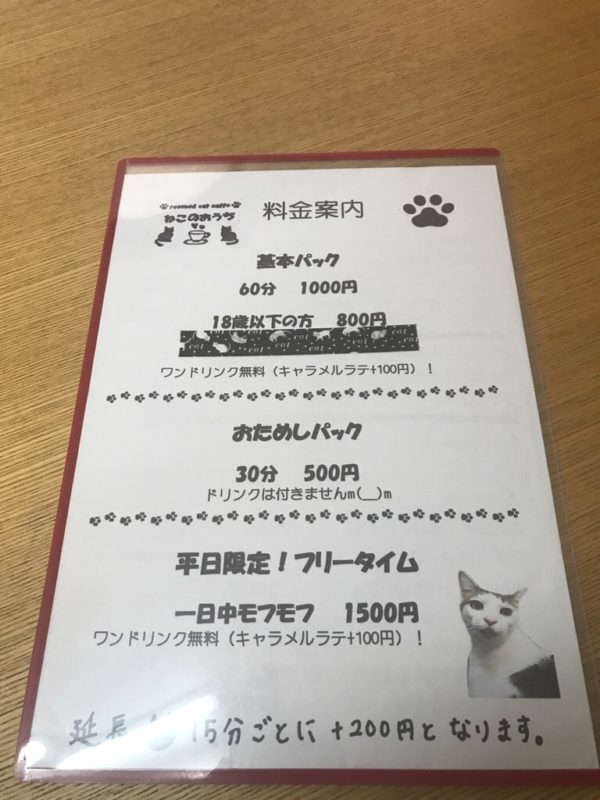 rescued cat caffe
ねこのおうち
料金案内
基本パック
60分 1000円
18歳以下の方 800円
cat cat cat cat
ワンドリンク無料（キャラメルラテ+100円）！
おためしパック
30分 500円
ドリンクは付きませんm(__)m
平日限定！フリータイム
一日中モフモフ 1500円
ワンドリンク無料（キャラメルラテ+100円）！
延長 15分ごとに +200円と なります。